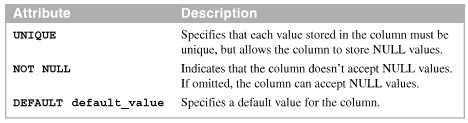 Attribute Description
UNIQUE Specifies that each value stored in the column must be
unique, but allows the column to store NULL values.
NOT NULL Indicates that the column doesn't accept NULL values.
If omitted, the column can accept NULL values.
DEFAULT default_value Specifies a default value for the column.